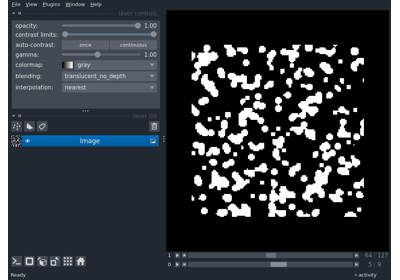 File View Plugins Window Help
layer controls
opacity: 1.00
contrast limits:
auto-contrast: once continuous
gamma: 1.00
colormap: gray
blending: translucent_no_depth
interpolation: nearest
layer list
Image
1 64 127
0 5 9
Ready activity